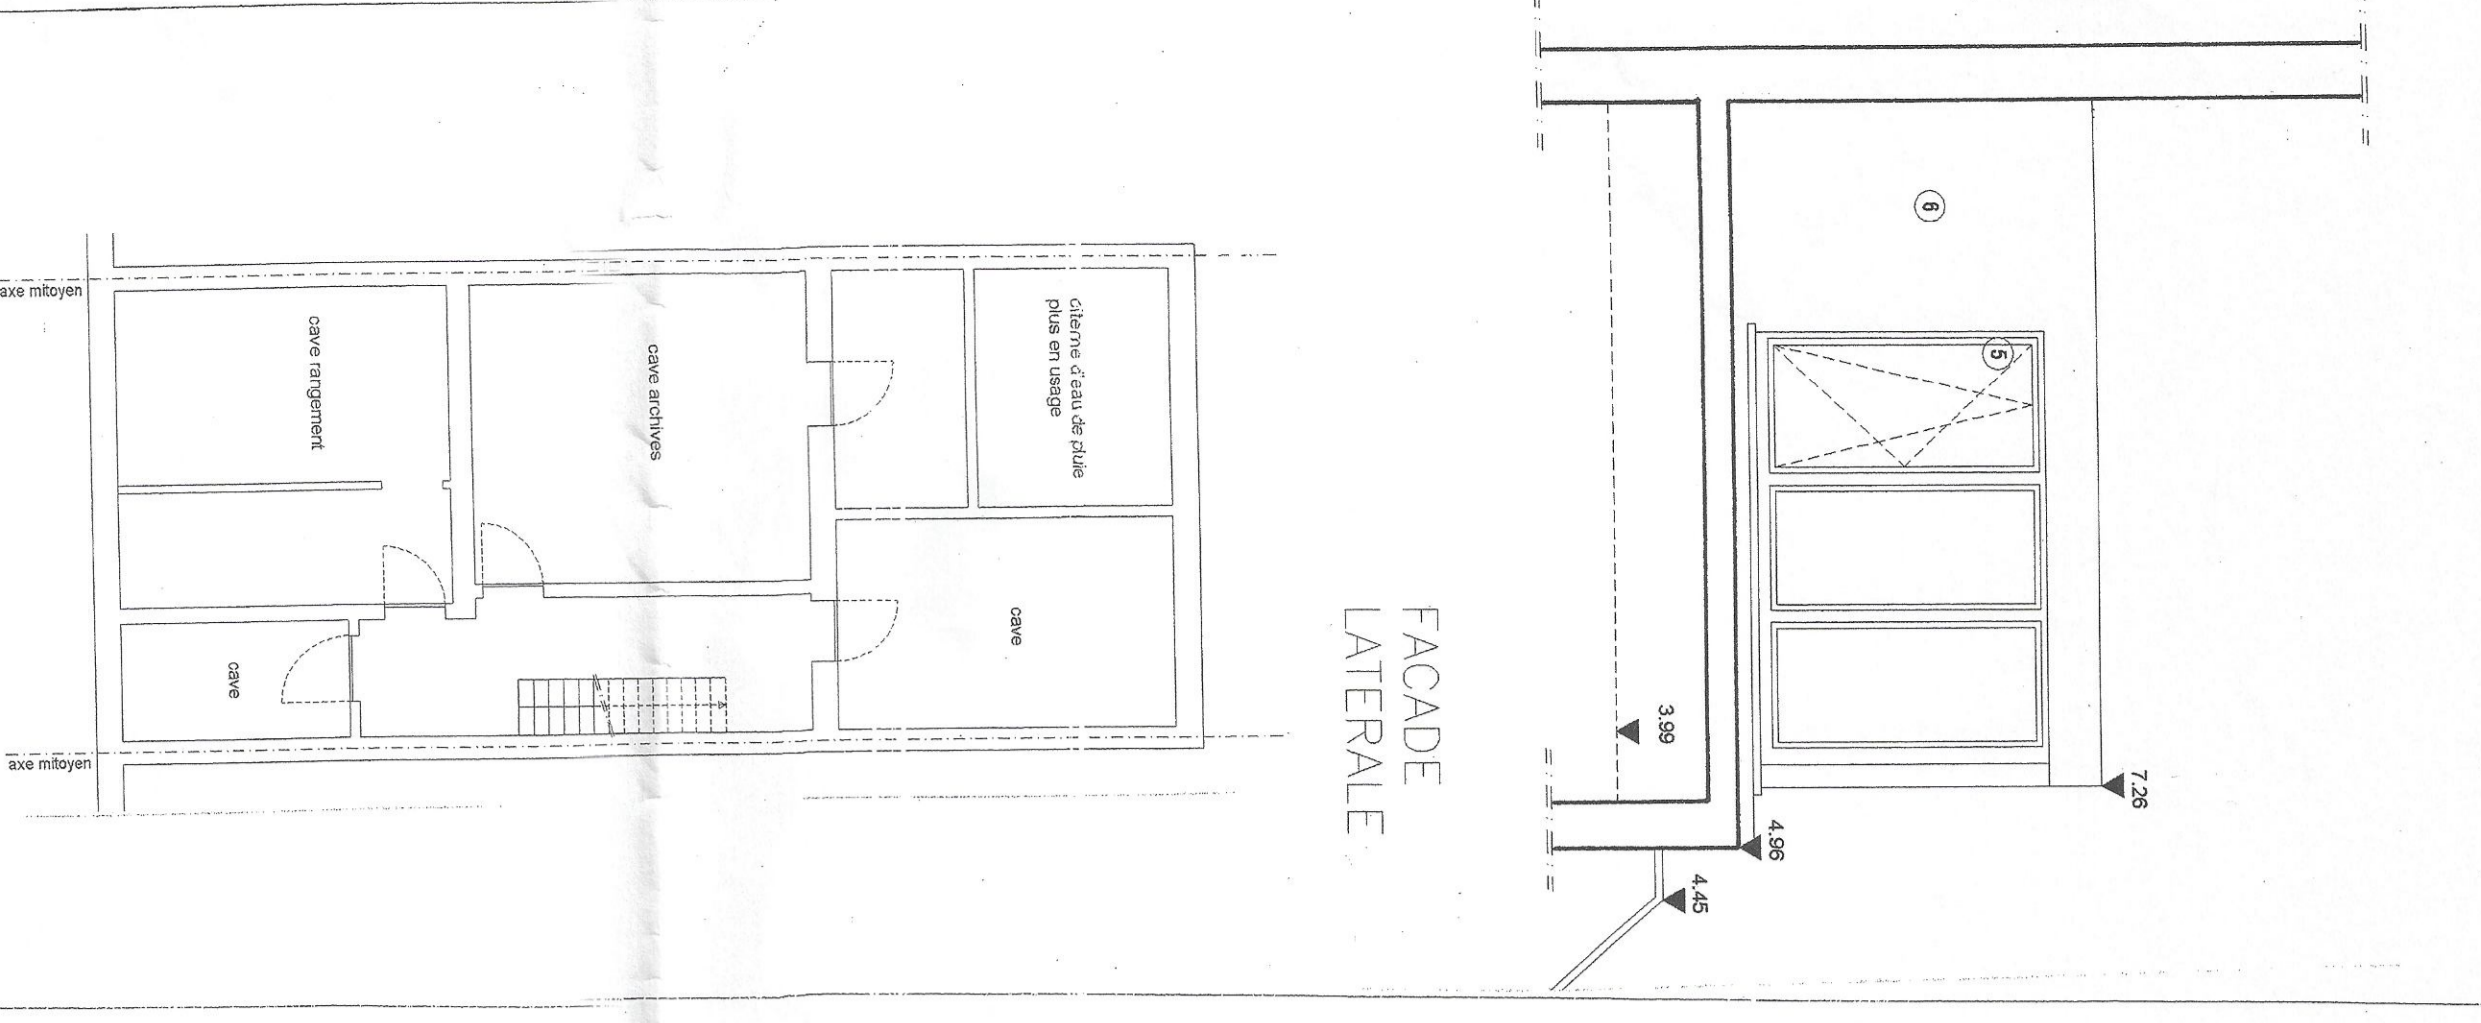 axe mitoyen
cave rangement
cave archives
citerne d'eau de pluie
plus en usage
cave
cave
axe mitoyen
FACADE
LATERALE
6
5
3.99
7.26
4.96
4.45